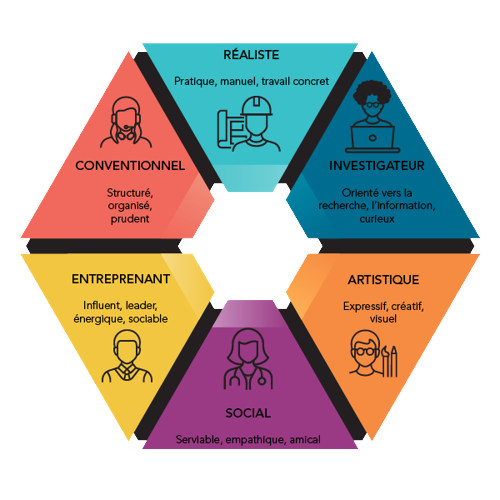 RÉALISTE
Pratique, manuel, travail concret
CONVENTIONNEL
Structuré,
organisé,
prudent
INVESTIGATEUR
Orienté vers la
recherche, l'information,
curieux
ENTREPRENANT
Influent, leader,
énergique, sociable
ARTISTIQUE
Expressif, créatif,
visuel
SOCIAL
Serviable, empathique, amical